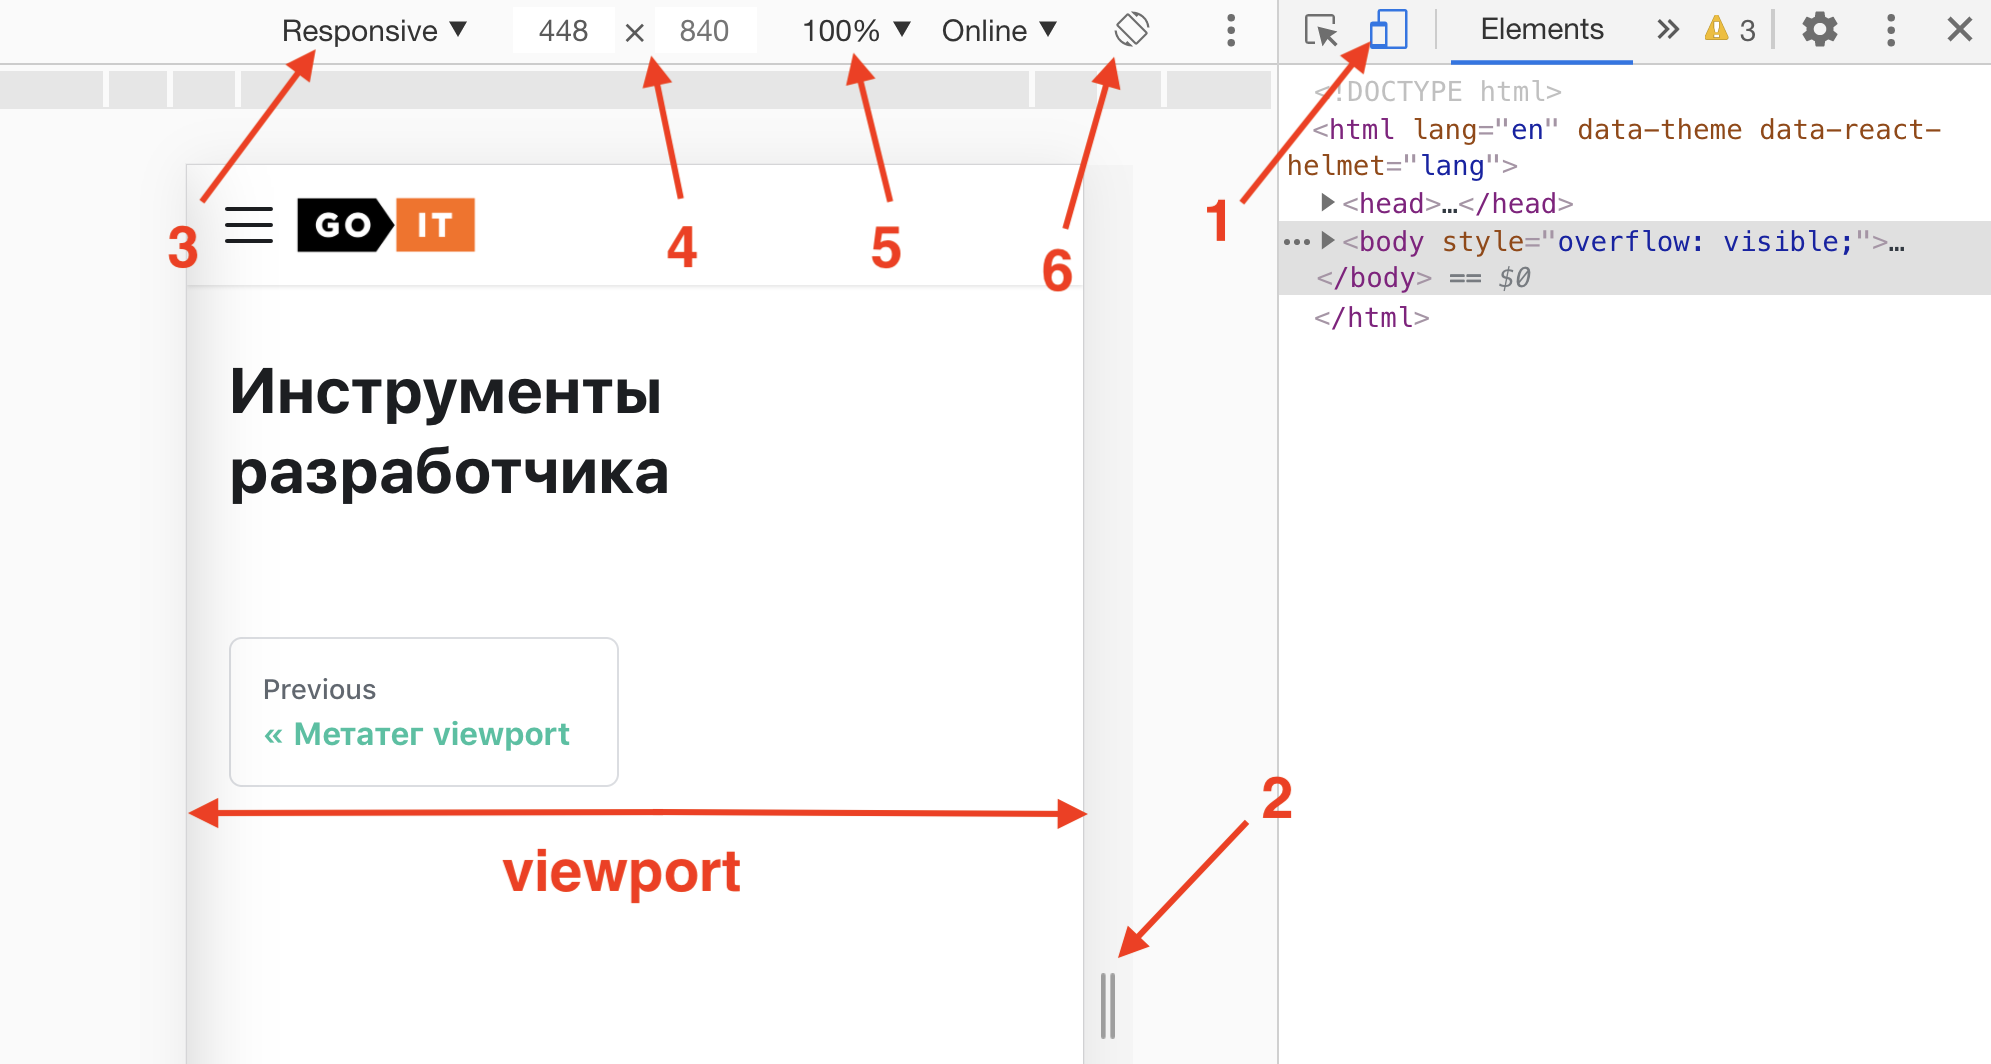 Responsive ▼ 448 × 840 100% ▼ Online ▼
Elements » 3
<!DOCTYPE html>
<html lang="en" data-theme data-react-
helmet="lang">
<head>…</head>
<body style="overflow: visible;">…
</body> == $0
</html>
1
3
4
5
6
GO IT
Инструменты
разработчика
Previous
« Метатег viewport
2
viewport